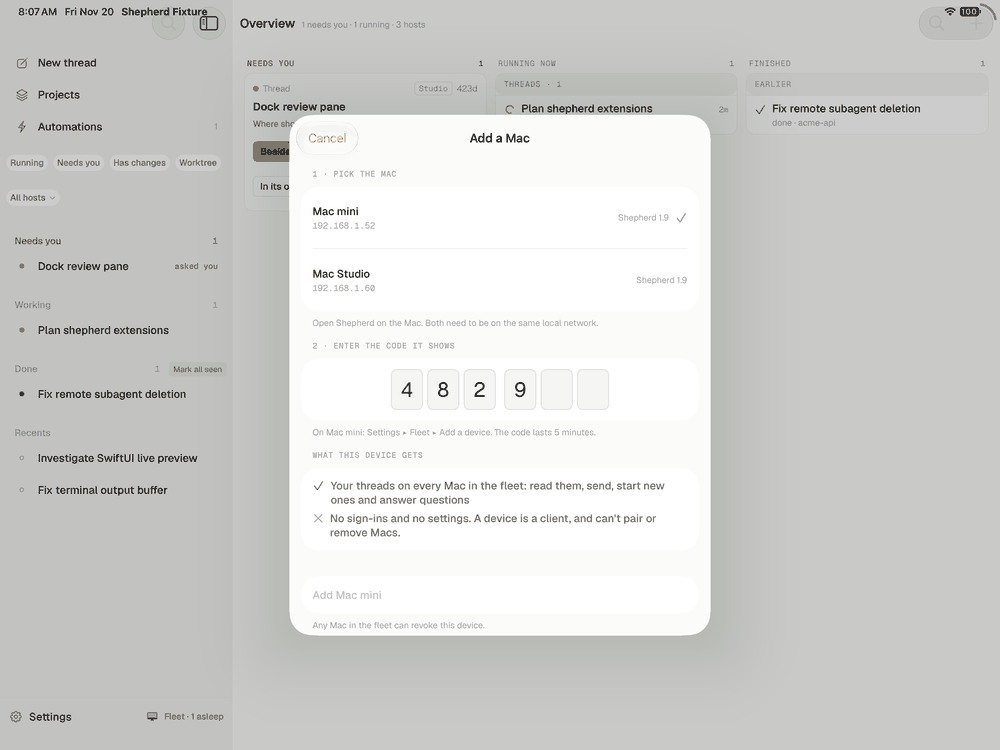 8:07 AM Fri Nov 20 Shepherd Fixture
100
New thread
Projects
Automations 1
Running
Needs you
Has changes
Worktree
All hosts
Needs you 1
Dock review pane asked you
Working 1
Plan shepherd extensions
Done 1 Mark all seen
Fix remote subagent deletion
Recents
Investigate SwiftUI live preview
Fix terminal output buffer
Settings
Fleet · 1 asleep
Overview 1 needs you · 1 running · 3 hosts
NEEDS YOU 1
Thread Studio 423d
Dock review pane
Where sho
In its o
RUNNING NOW 1
THREADS · 1
Plan shepherd extensions 2m
FINISHED 1
EARLIER
Fix remote subagent deletion
done · acme-api
Cancel
Add a Mac
1 · PICK THE MAC
Mac mini
192.168.1.52
Shepherd 1.9
Mac Studio
192.168.1.60
Shepherd 1.9
Open Shepherd on the Mac. Both need to be on the same local network.
2 · ENTER THE CODE IT SHOWS
4 8 2 9
On Mac mini: Settings ▸ Fleet ▸ Add a device. The code lasts 5 minutes.
WHAT THIS DEVICE GETS
Your threads on every Mac in the fleet: read them, send, start new
ones and answer questions
No sign-ins and no settings. A device is a client, and can't pair or
remove Macs.
Add Mac mini
Any Mac in the fleet can revoke this device.